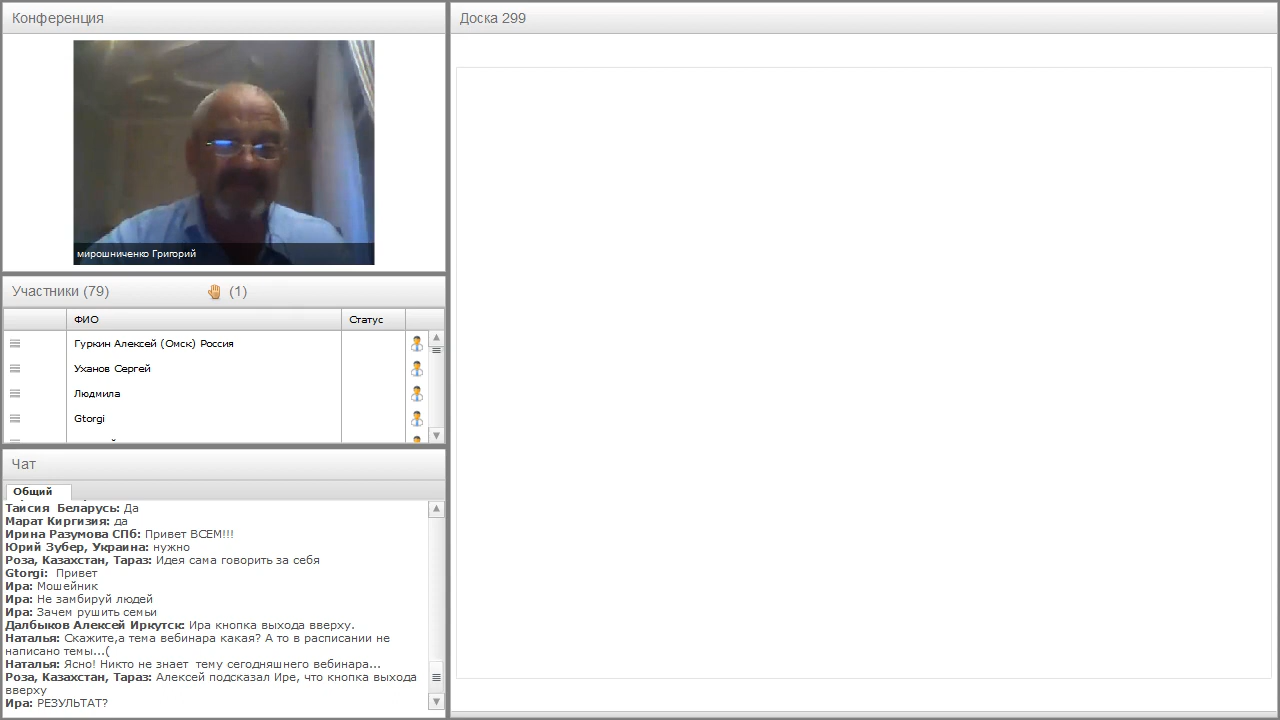 Конференция
мирошниченко Григорий
Участники (79) (1)
ФИО Статус
Гуркин Алексей (Омск) Россия
Уханов Сергей
Людмила
Gtorgi
Чат
Общий
Таисия Беларусь: Да
Марат Киргизия: да
Ирина Разумова СПб: Привет ВСЕМ!!!
Юрий Зубер, Украина: нужно
Роза, Казахстан, Тараз: Идея сама говорить за себя
Gtorgi: Привет
Ира: Мошейник
Ира: Не замбируй людей
Ира: Зачем рушить семьи
Далбыков Алексей Иркутск: Ира кнопка выхода вверху.
Наталья: Скажите,а тема вебинара какая? А то в расписании не
написано темы...(
Наталья: Ясно! Никто не знает тему сегодняшнего вебинара...
Роза, Казахстан, Тараз: Алексей подсказал Ире, что кнопка выхода
вверху
Ира: РЕЗУЛЬТАТ?
Доска 299